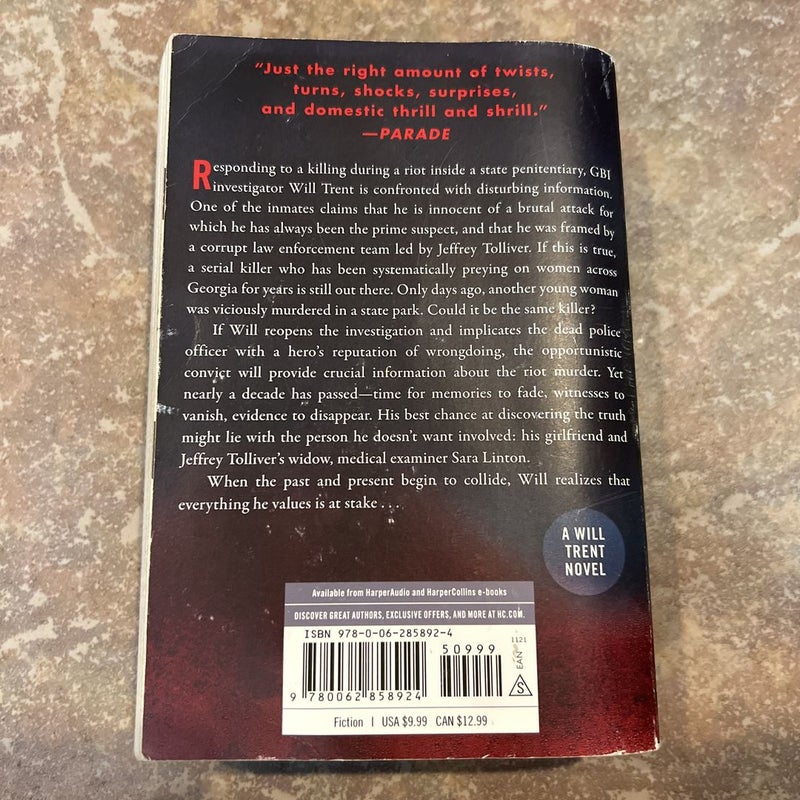 “Just the right amount of twists,
turns, shocks, surprises,
and domestic thrill and shrill.”
—PARADE
Responding to a killing during a riot inside a state penitentiary, GBI
investigator Will Trent is confronted with disturbing information.
One of the inmates claims that he is innocent of a brutal attack for
which he has always been the prime suspect, and that he was framed by
a corrupt law enforcement team led by Jeffrey Tolliver. If this is true,
a serial killer who has been systematically preying on women across
Georgia for years is still out there. Only days ago, another young woman
was viciously murdered in a state park. Could it be the same killer?
If Will reopens the investigation and implicates the dead police
officer with a hero’s reputation of wrongdoing, the opportunistic
convict will provide crucial information about the riot murder. Yet
nearly a decade has passed—time for memories to fade, witnesses to
vanish, evidence to disappear. His best chance at discovering the truth
might lie with the person he doesn’t want involved: his girlfriend and
Jeffrey Tolliver’s widow, medical examiner Sara Linton.
When the past and present begin to collide, Will realizes that
everything he values is at stake . . .
A WILL
TRENT
NOVEL
Available from HarperAudio and HarperCollins e-books
DISCOVER GREAT AUTHORS, EXCLUSIVE OFFERS, AND MORE AT HC.COM.
ISBN 978-0-06-285892-4
50999
1121
EAN
S
9 780062 858924
Fiction | USA $9.99 CAN $12.99